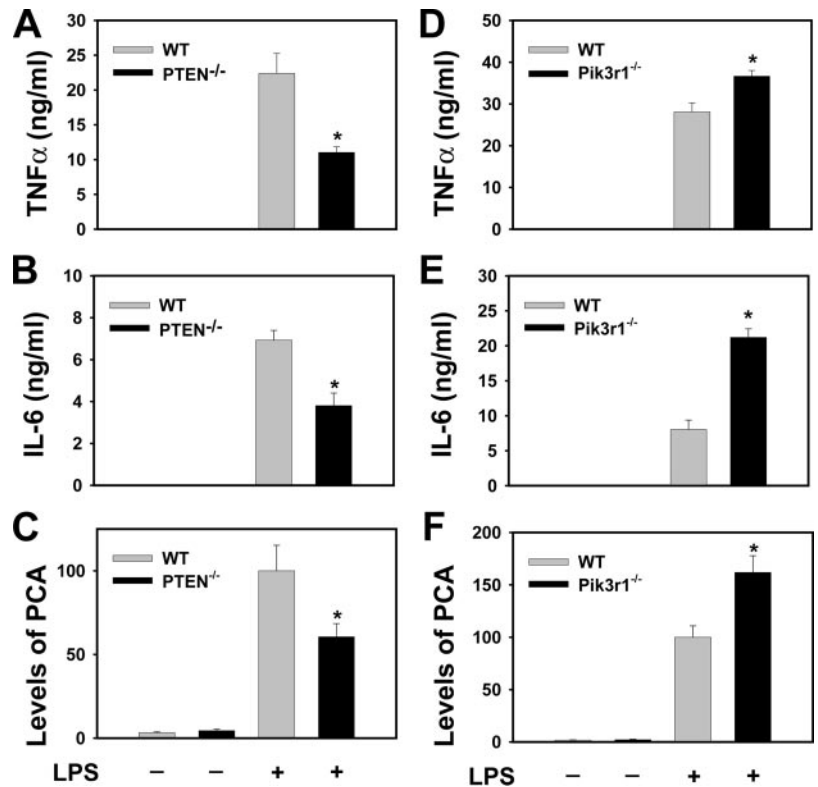 A
TNFα (ng/ml)
30
25
20
15
10
5
0
WT
PTEN-/-
*
D
TNFα (ng/ml)
50
40
30
20
10
0
WT
Pik3r1-/-
*
B
IL-6 (ng/ml)
10
8
6
4
2
0
WT
PTEN-/-
*
E
IL-6 (ng/ml)
30
25
20
15
10
5
0
WT
Pik3r1-/-
*
C
Levels of PCA
100
50
0
WT
PTEN-/-
*
F
Levels of PCA
200
150
100
50
0
WT
Pik3r1-/-
*
LPS – – + +
LPS – – + +